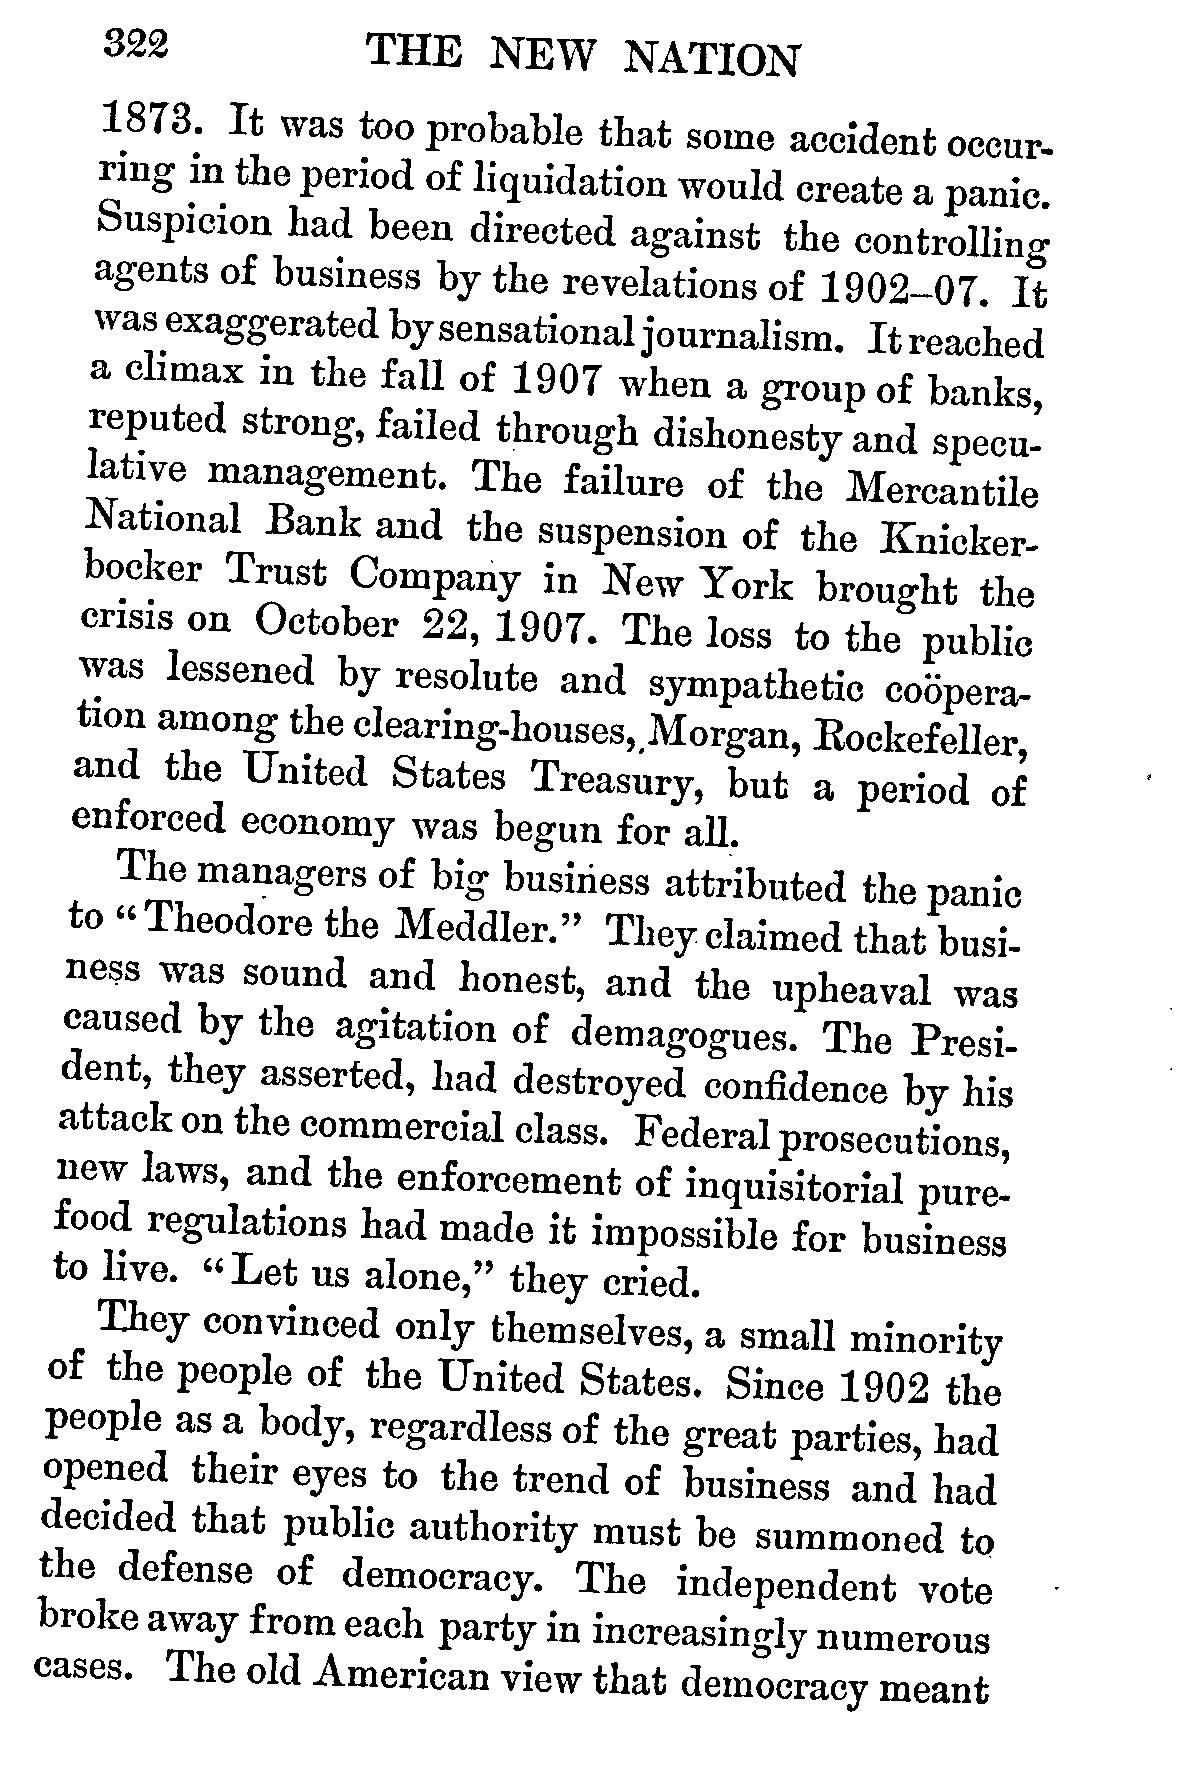 322 THE NEW NATION
1873. It was too probable that some accident occur-
ring in the period of liquidation would create a panic.
Suspicion had been directed against the controlling
agents of business by the revelations of 1902–07. It
was exaggerated by sensational journalism. It reached
a climax in the fall of 1907 when a group of banks,
reputed strong, failed through dishonesty and specu-
lative management. The failure of the Mercantile
National Bank and the suspension of the Knicker-
bocker Trust Company in New York brought the
crisis on October 22, 1907. The loss to the public
was lessened by resolute and sympathetic coöpera-
tion among the clearing-houses, Morgan, Rockefeller,
and the United States Treasury, but a period of
enforced economy was begun for all.
The managers of big business attributed the panic
to “Theodore the Meddler.” They claimed that busi-
ness was sound and honest, and the upheaval was
caused by the agitation of demagogues. The Presi-
dent, they asserted, had destroyed confidence by his
attack on the commercial class. Federal prosecutions,
new laws, and the enforcement of inquisitorial pure-
food regulations had made it impossible for business
to live. “Let us alone,” they cried.
They convinced only themselves, a small minority
of the people of the United States. Since 1902 the
people as a body, regardless of the great parties, had
opened their eyes to the trend of business and had
decided that public authority must be summoned to
the defense of democracy. The independent vote
broke away from each party in increasingly numerous
cases. The old American view that democracy meant